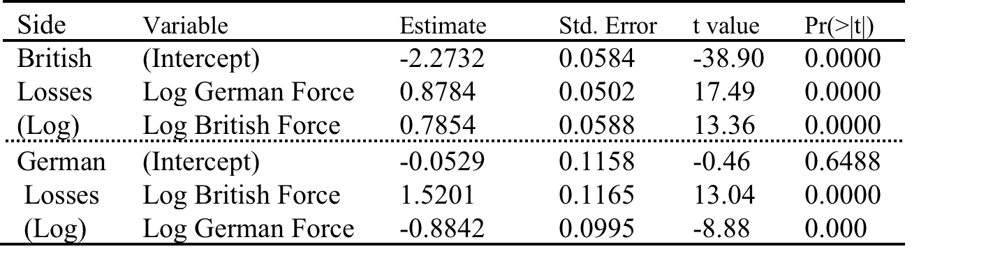 Side Variable Estimate Std. Error t value Pr(>|t|)
British (Intercept) -2.2732 0.0584 -38.90 0.0000
Losses Log German Force 0.8784 0.0502 17.49 0.0000
(Log) Log British Force 0.7854 0.0588 13.36 0.0000
German (Intercept) -0.0529 0.1158 -0.46 0.6488
Losses Log British Force 1.5201 0.1165 13.04 0.0000
(Log) Log German Force -0.8842 0.0995 -8.88 0.000